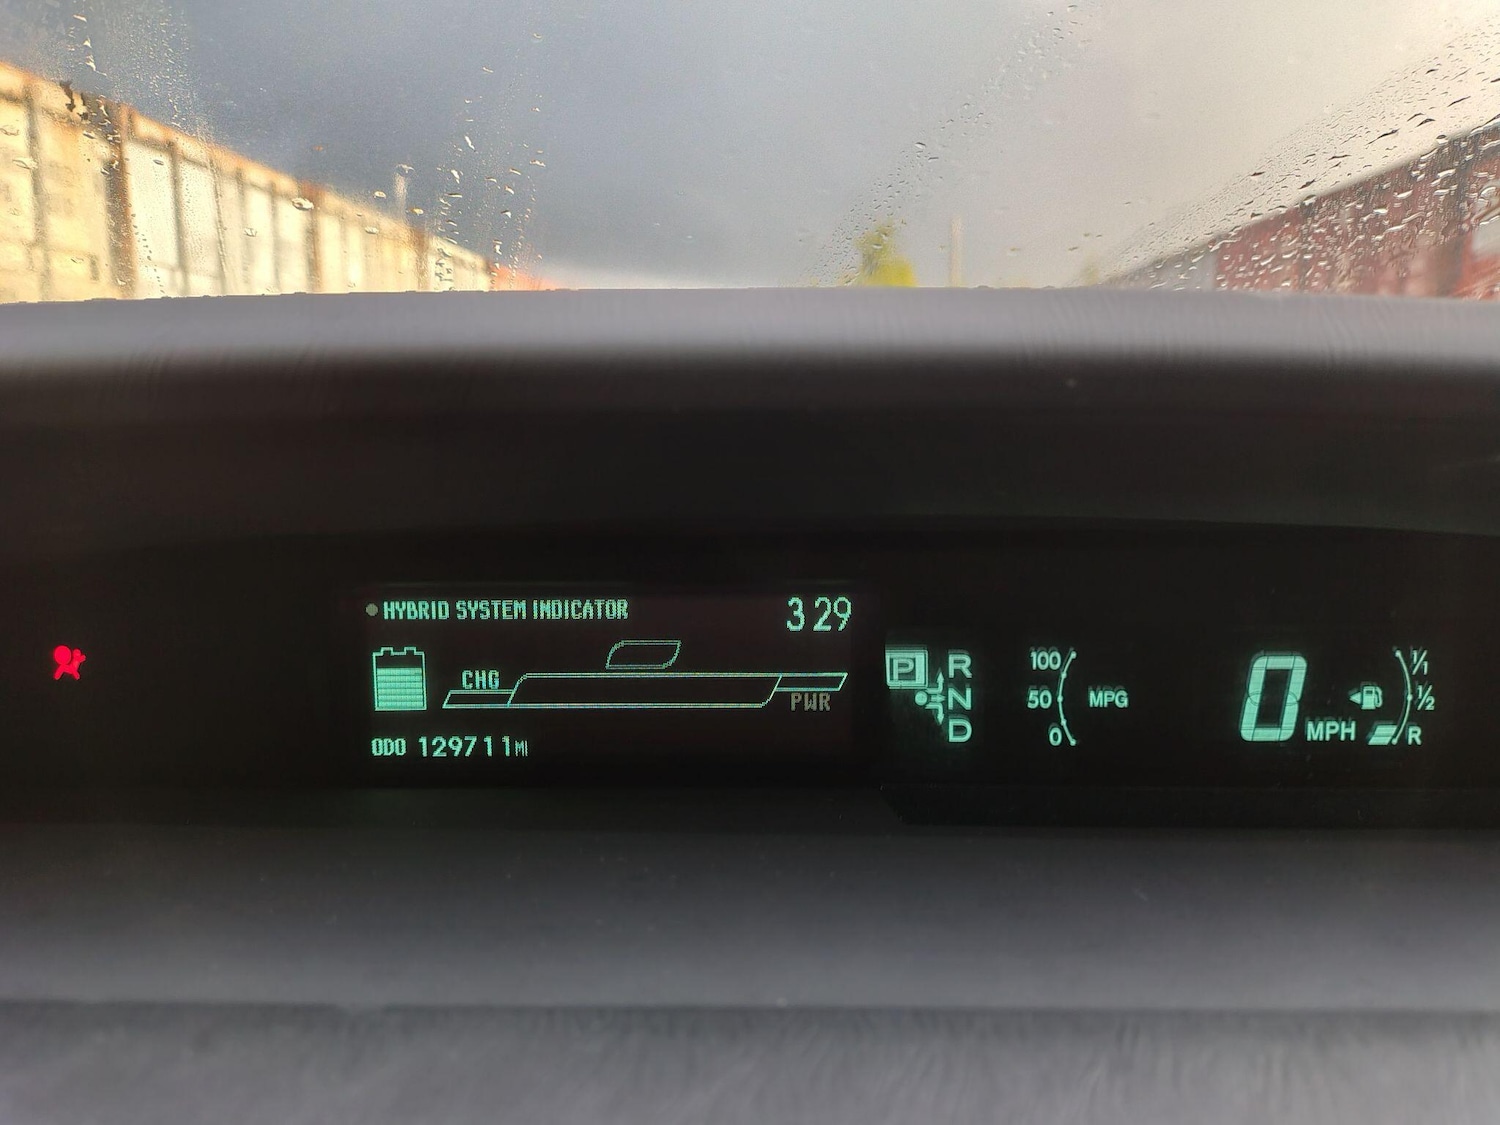 HYBRID SYSTEM INDICATOR 3 29
CHG
PWR
ODO 129711MI
P R
N
D
100
50 MPG
0
0 MPH
1/1
1/2
R